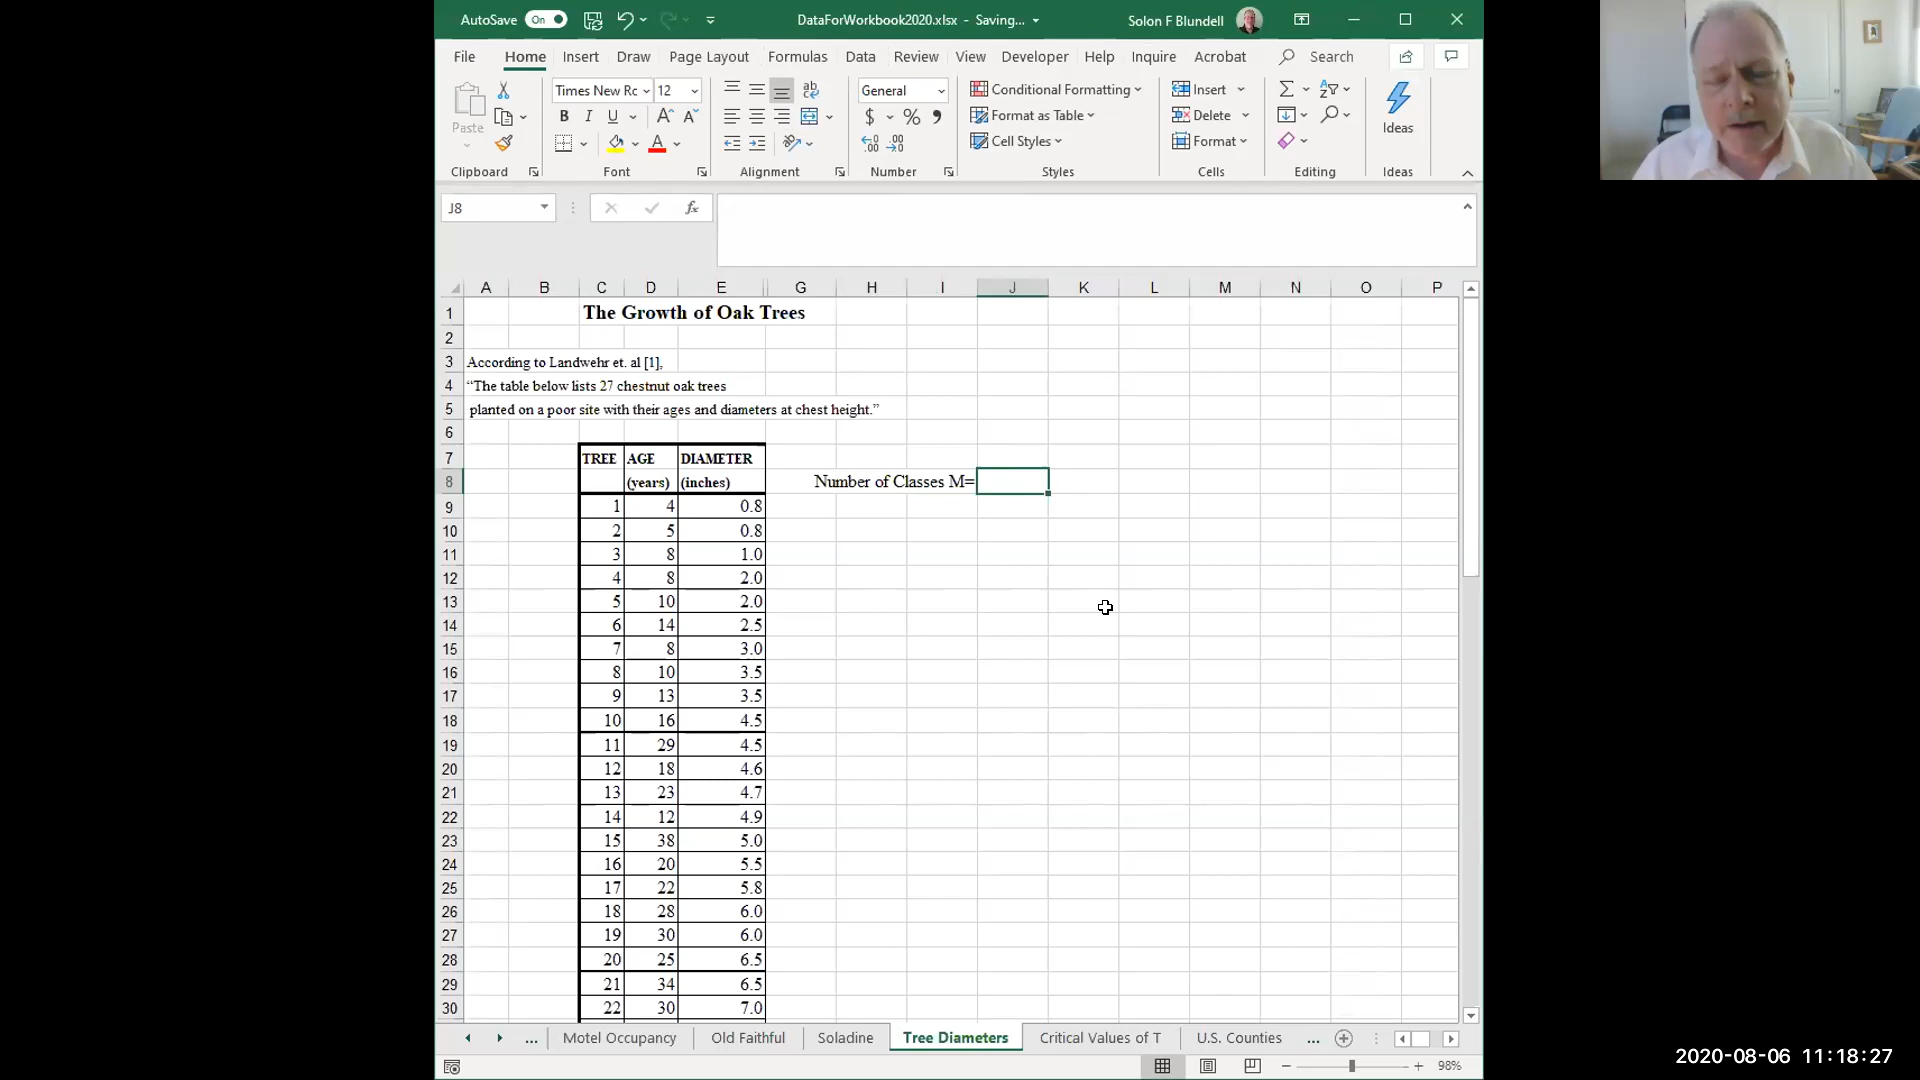 AutoSave On DataForWorkbook2020.xlsx - Saving... Solon F Blundell
File Home Insert Draw Page Layout Formulas Data Review View Developer Help Inquire Acrobat Search
Paste
Times New Rc 12
B I U
General
$ % ,
Conditional Formatting
Format as Table
Cell Styles
Insert
Delete
Format
Ideas
Clipboard Font Alignment Number Styles Cells Editing Ideas
J8 fx
A B C D E G H I J K L M N O P
1 The Growth of Oak Trees
2
3 According to Landwehr et. al [1],
4 “The table below lists 27 chestnut oak trees
5 planted on a poor site with their ages and diameters at chest height.”
6
7 TREE AGE DIAMETER
8 (years) (inches) Number of Classes M=
9 1 4 0.8
10 2 5 0.8
11 3 8 1.0
12 4 8 2.0
13 5 10 2.0
14 6 14 2.5
15 7 8 3.0
16 8 10 3.5
17 9 13 3.5
18 10 16 4.5
19 11 29 4.5
20 12 18 4.6
21 13 23 4.7
22 14 12 4.9
23 15 38 5.0
24 16 20 5.5
25 17 22 5.8
26 18 28 6.0
27 19 30 6.0
28 20 25 6.5
29 21 34 6.5
30 22 30 7.0
... Motel Occupancy Old Faithful Soladine Tree Diameters Critical Values of T U.S. Counties ...
98%
2020-08-06 11:18:27